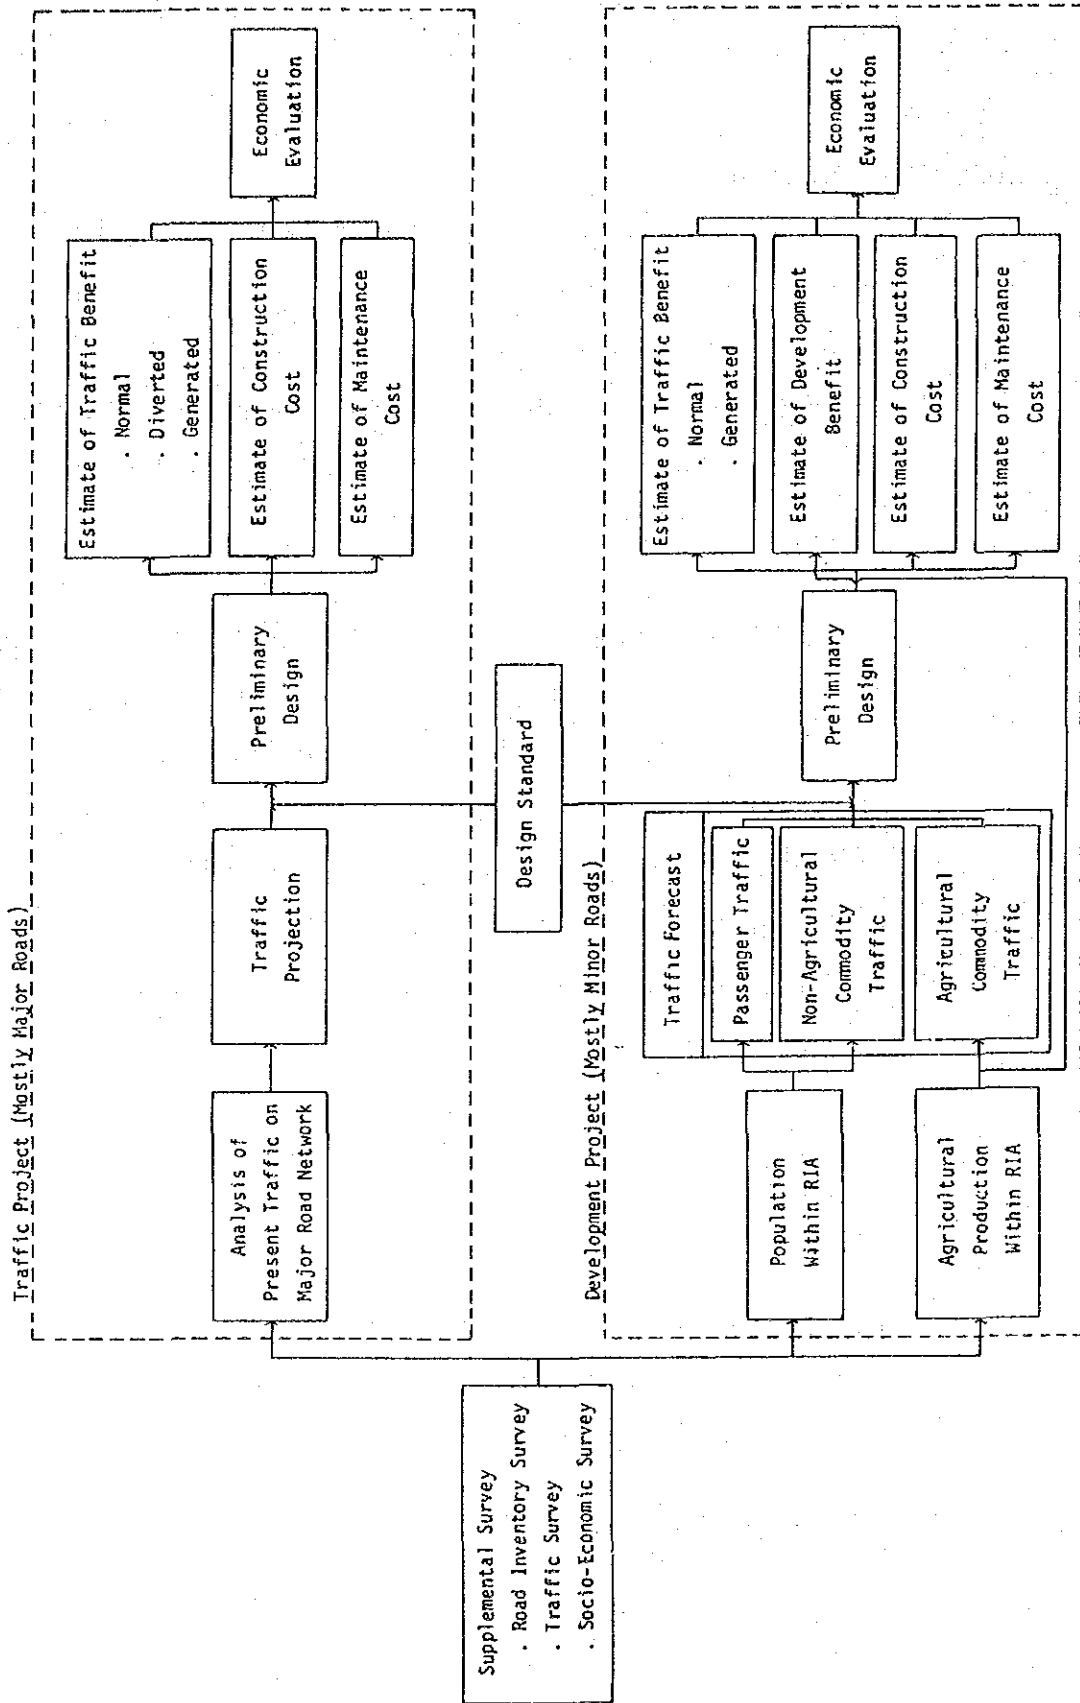 Supplemental Survey
. Road Inventory Survey
. Traffic Survey
. Socio-Economic Survey
Traffic Project (Mostly Major Roads)
Analysis of
Present Traffic on
Major Road Network
Traffic
Projection
Preliminary
Design
Estimate of Traffic Benefit
. Normal
. Diverted
. Generated
Estimate of Construction
Cost
Estimate of Maintenance
Cost
Economic
Evaluation
Design Standard
Development Project (Mostly Minor Roads)
Population
Within RIA
Agricultural
Production
Within RIA
Traffic Forecast
Passenger Traffic
Non-Agricultural
Commodity
Traffic
Agricultural
Commodity
Traffic
Preliminary
Design
Estimate of Traffic Benefit
. Normal
. Generated
Estimate of Development
Benefit
Estimate of Construction
Cost
Estimate of Maintenance
Cost
Economic
Evaluation